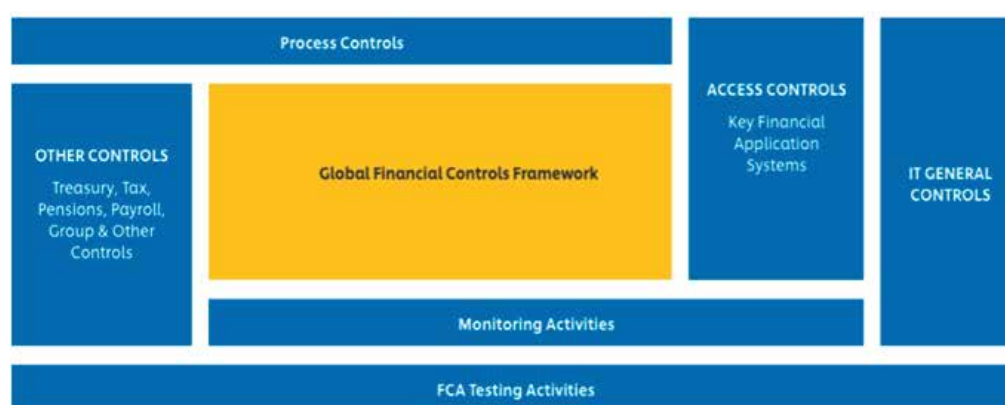 Process Controls
OTHER CONTROLS
Treasury, Tax,
Pensions, Payroll,
Group & Other
Controls
Global Financial Controls Framework
ACCESS CONTROLS
Key Financial
Application
Systems
IT GENERAL
CONTROLS
Monitoring Activities
FCA Testing Activities